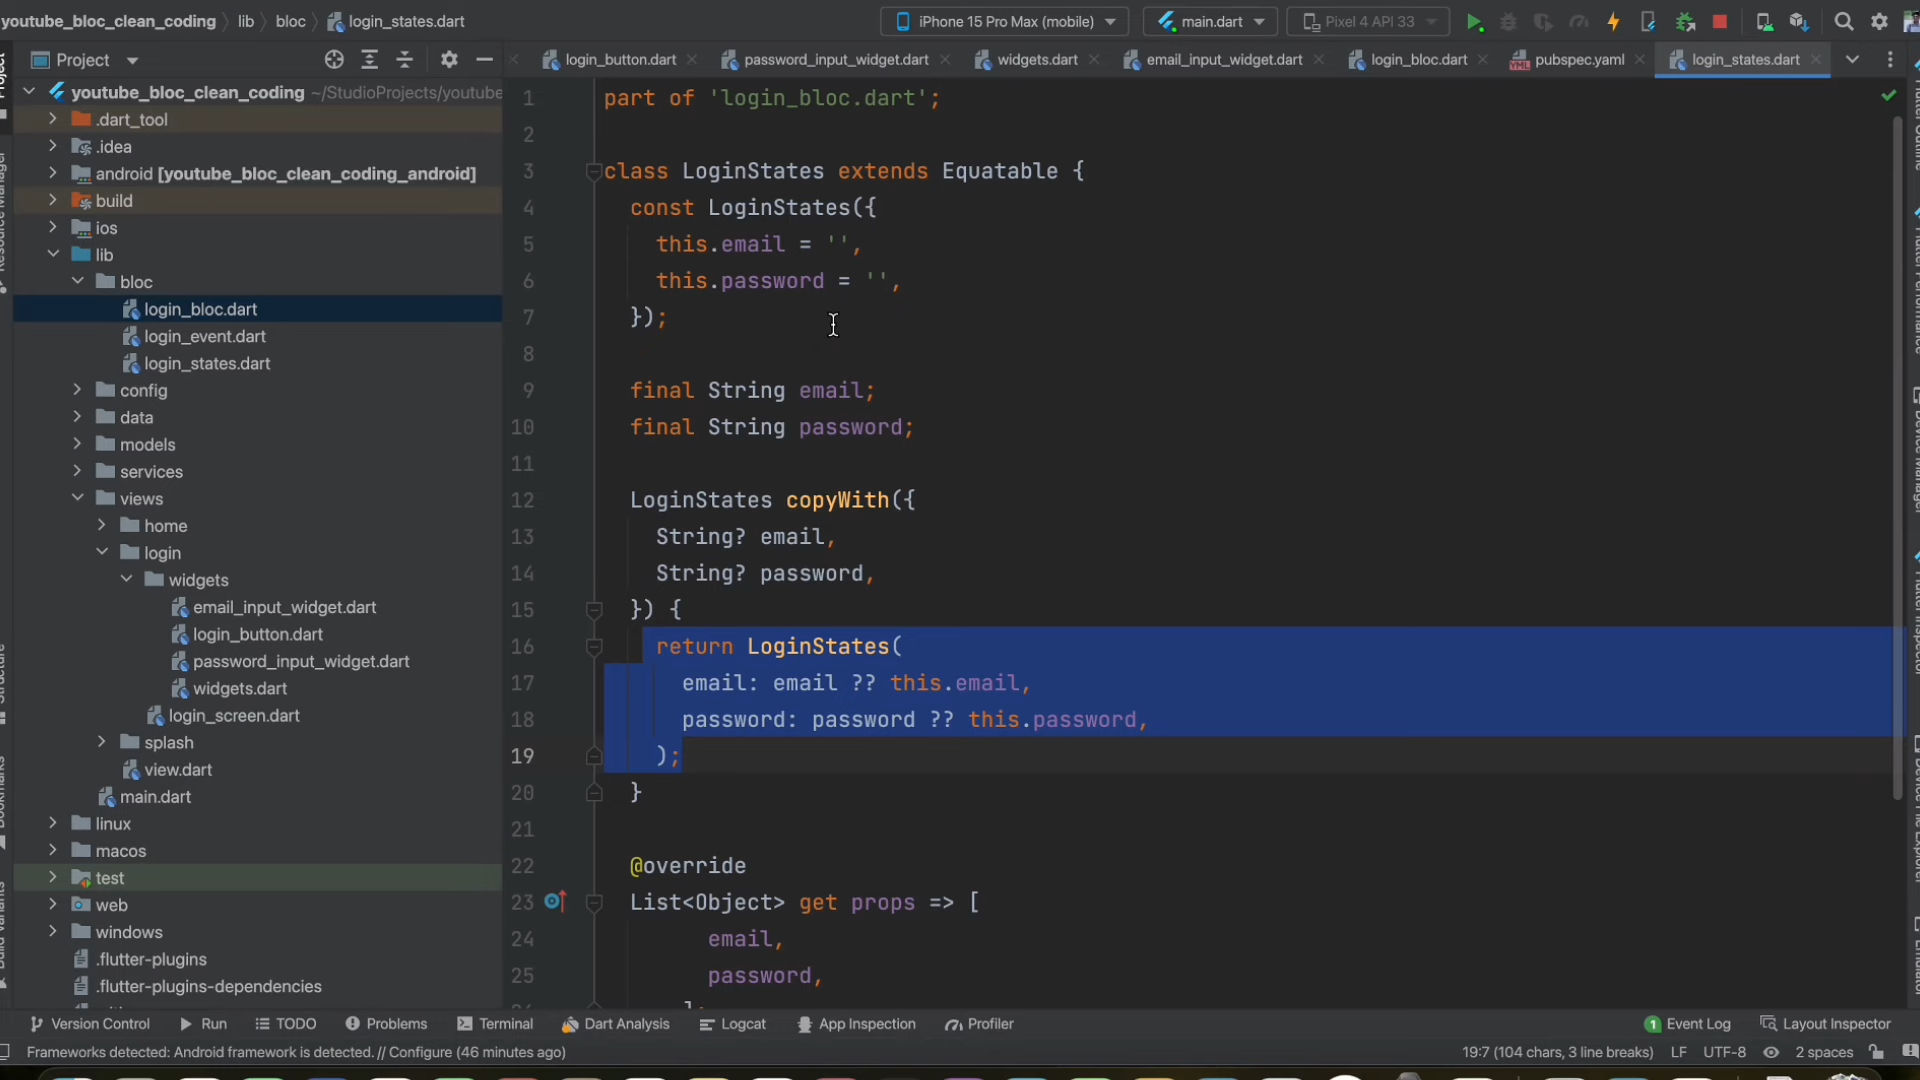 youtube_bloc_clean_coding lib bloc login_states.dart iPhone 15 Pro Max (mobile) main.dart Pixel 4 API 33
Project login_button.dart password_input_widget.dart widgets.dart email_input_widget.dart login_bloc.dart pubspec.yaml login_states.dart
youtube_bloc_clean_coding ~/StudioProjects/youtube
.dart_tool
.idea
android [youtube_bloc_clean_coding_android]
build
ios
lib
bloc
login_bloc.dart
login_event.dart
login_states.dart
config
data
models
services
views
home
login
widgets
email_input_widget.dart
login_button.dart
password_input_widget.dart
widgets.dart
login_screen.dart
splash
view.dart
main.dart
linux
macos
test
web
windows
.flutter-plugins
.flutter-plugins-dependencies
1 part of 'login_bloc.dart';
2
3 class LoginStates extends Equatable {
4 const LoginStates({
5 this.email = '',
6 this.password = '',
7 });
8
9 final String email;
10 final String password;
11
12 LoginStates copyWith({
13 String? email,
14 String? password,
15 }) {
16 return LoginStates(
17 email: email ?? this.email,
18 password: password ?? this.password,
19 );
20 }
21
22 @override
23 List<Object> get props => [
24 email,
25 password,
Version Control Run TODO Problems Terminal Dart Analysis Logcat App Inspection Profiler 1 Event Log Layout Inspector
Frameworks detected: Android framework is detected. // Configure (46 minutes ago) 19:7 (104 chars, 3 line breaks) LF UTF-8 2 spaces